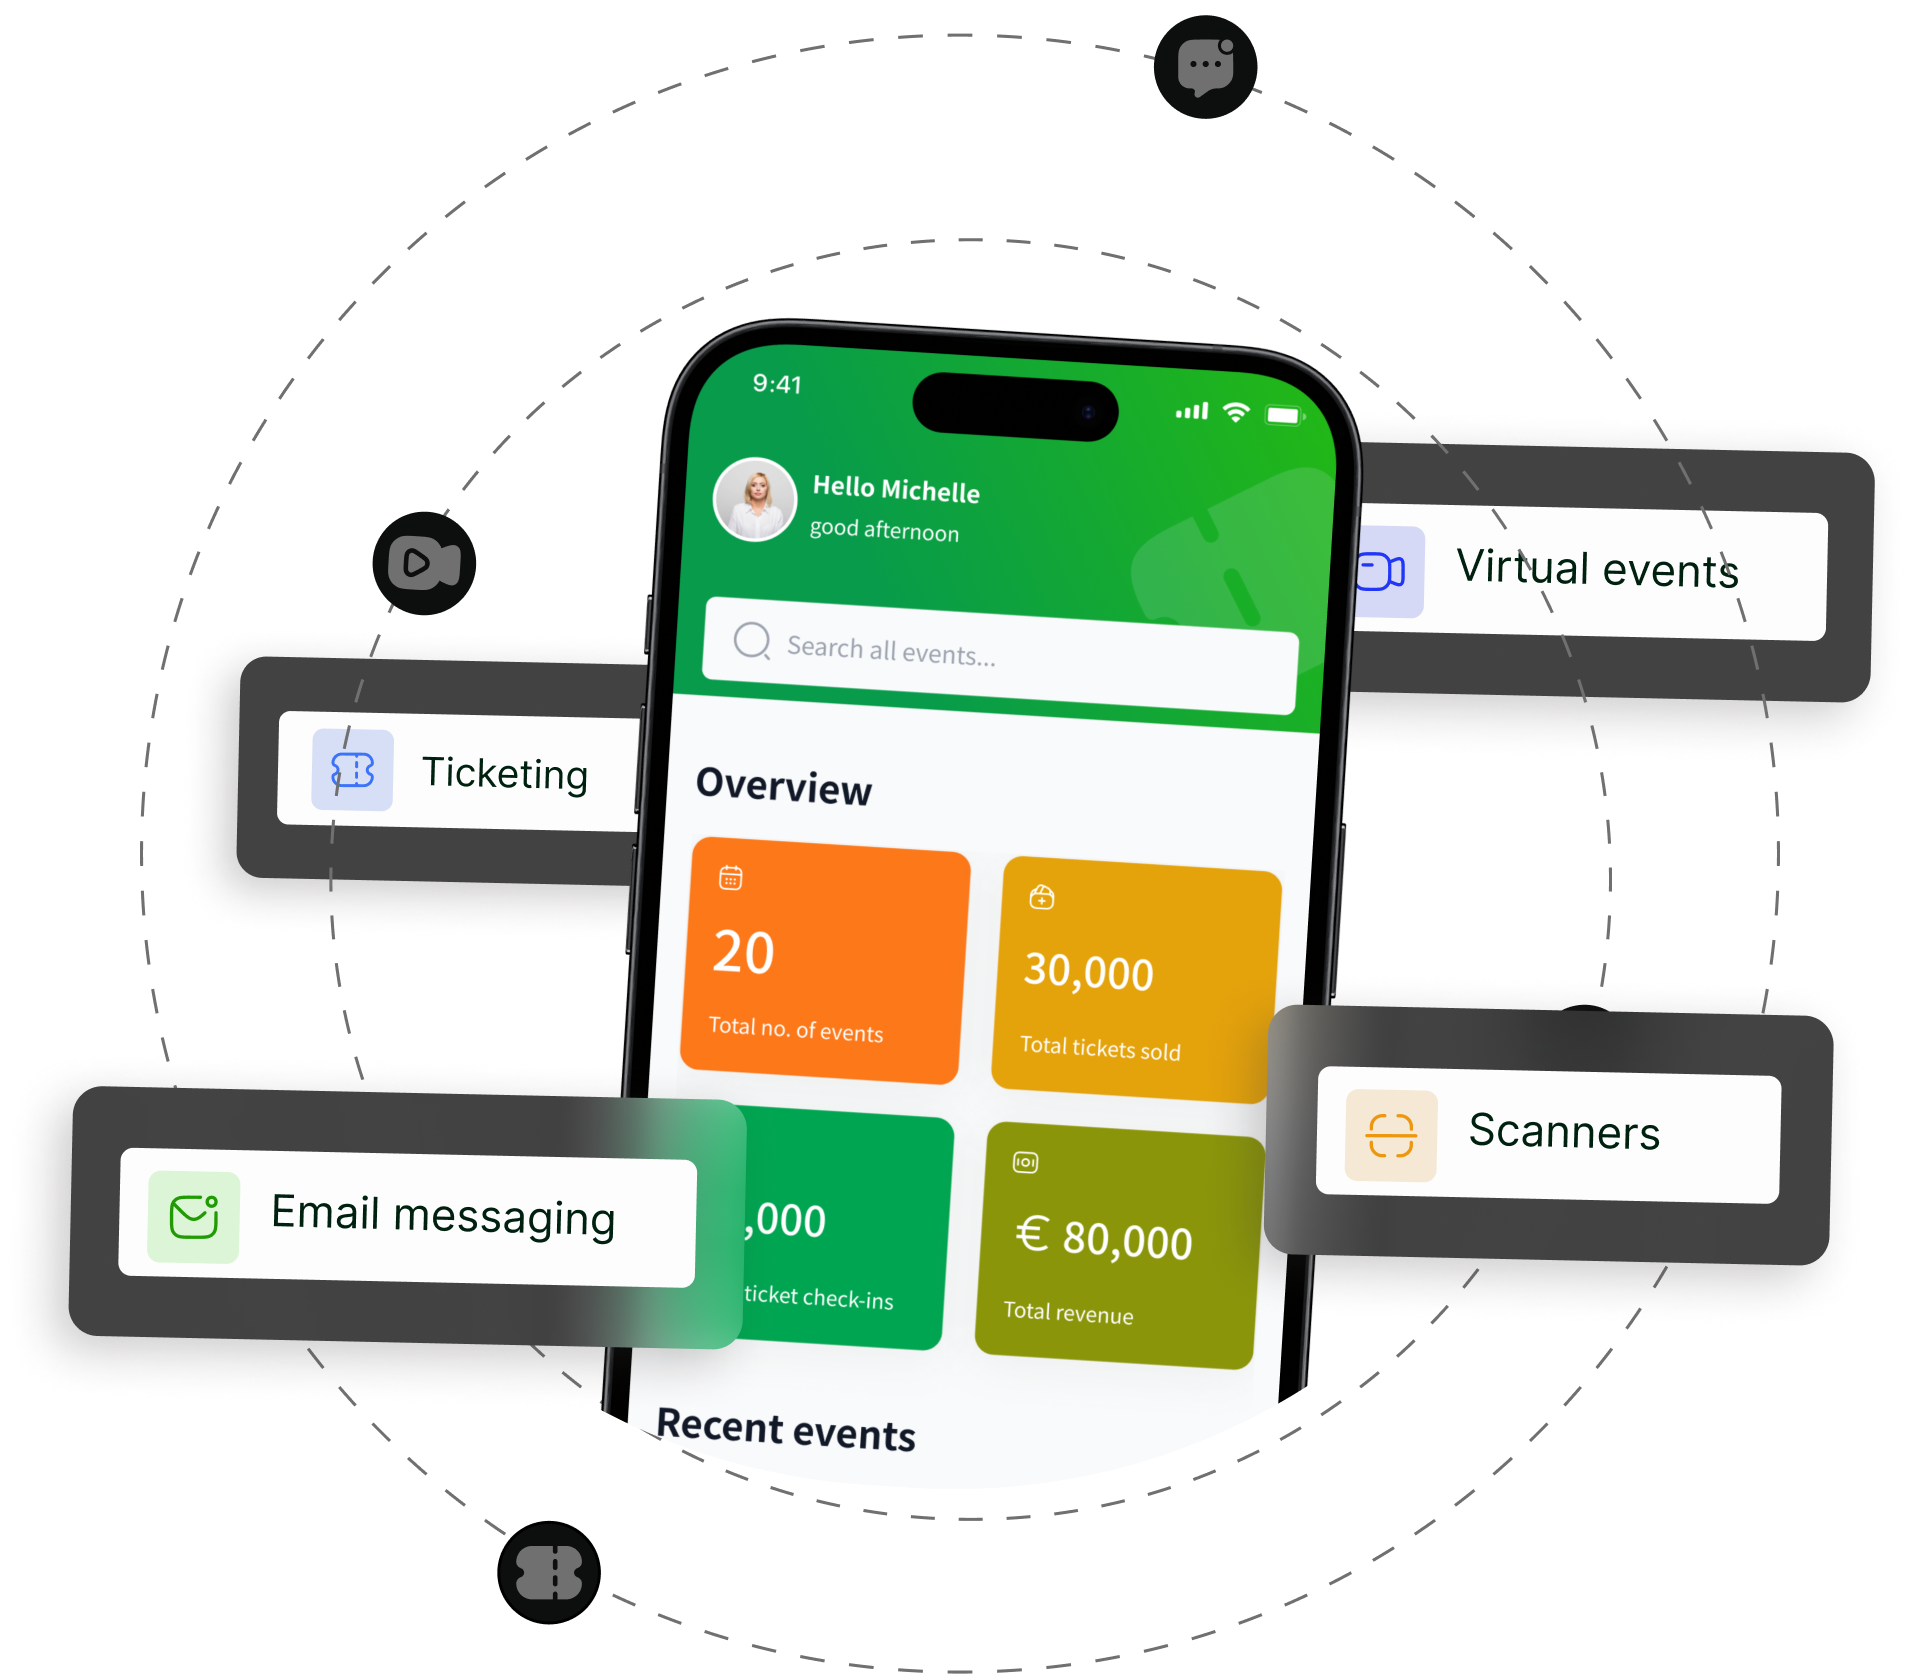 9:41
Hello Michelle
good afternoon
Search all events...
Virtual events
Ticketing
Overview
20
Total no. of events
30,000
Total tickets sold
Scanners
Email messaging
,000
ticket check-ins
€ 80,000
Total revenue
Recent events